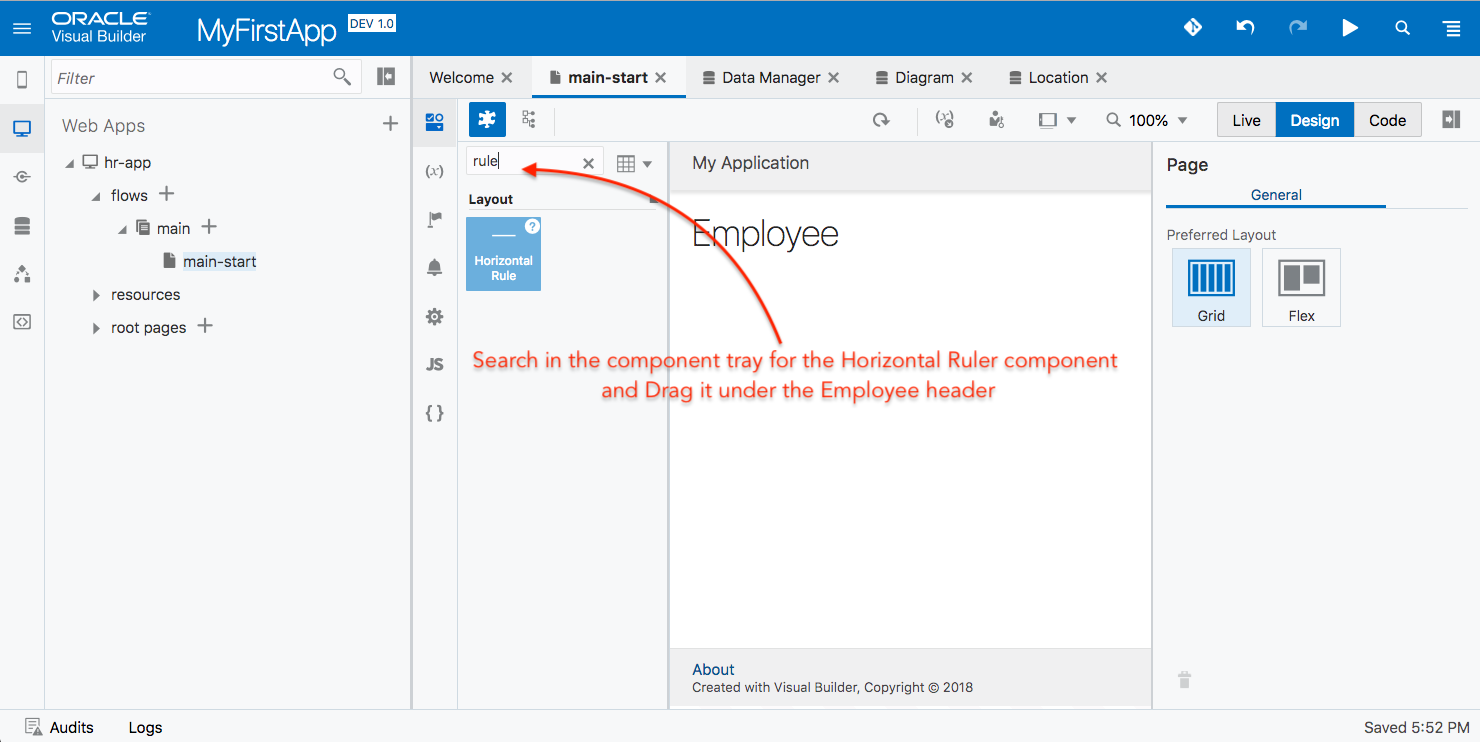 ORACLE
Visual Builder
MyFirstApp
DEV 1.0
Filter
Welcome
main-start
Data Manager
Diagram
Location
Web Apps
hr-app
flows
main
main-start
resources
root pages
(x)
JS
{ }
100%
Live
Design
Code
rule
Layout
?
Horizontal
Rule
My Application
Employee
Search in the component tray for the Horizontal Ruler component
and Drag it under the Employee header
About
Created with Visual Builder, Copyright © 2018
Page
General
Preferred Layout
Grid
Flex
Audits
Logs
Saved 5:52 PM